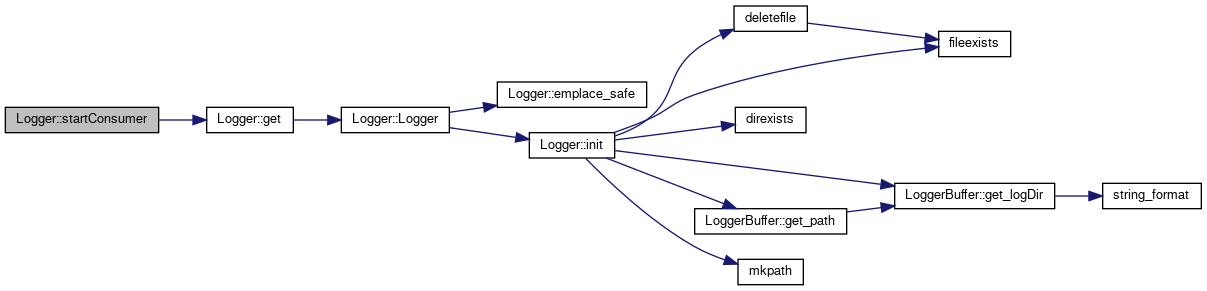 Logger::startConsumer
Logger::get
Logger::Logger
Logger::emplace_safe
Logger::init
deletefile
fileexists
direxists
LoggerBuffer::get_logDir
string_format
LoggerBuffer::get_path
mkpath